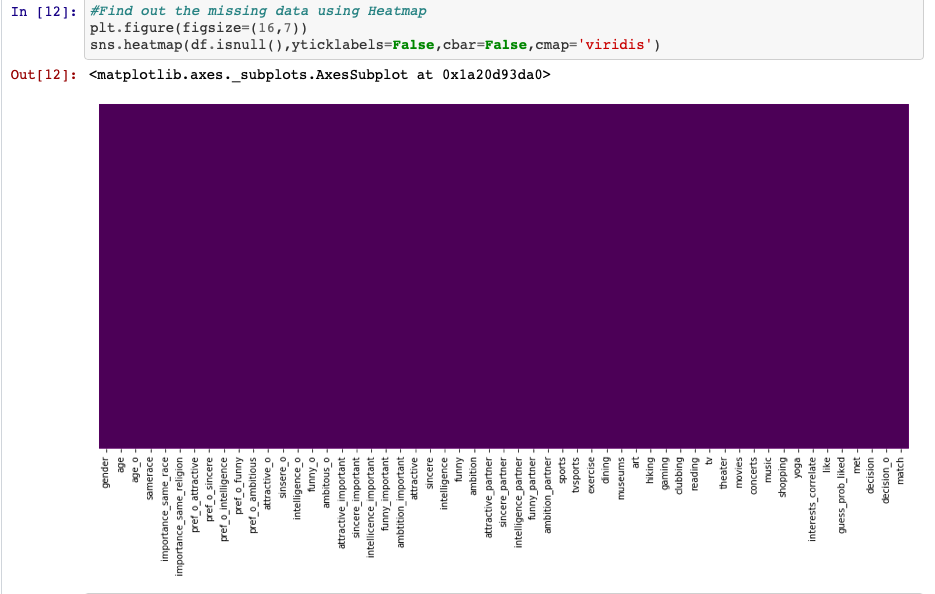 In [12]: #Find out the missing data using Heatmap
plt.figure(figsize=(16,7))
sns.heatmap(df.isnull(),yticklabels=False,cbar=False,cmap='viridis')
Out[12]: <matplotlib.axes._subplots.AxesSubplot at 0x1a20d93da0>
gender
age
age_o
samerace
importance_same_race
importance_same_religion
pref_o_attractive
pref_o_sincere
pref_o_intelligence
pref_o_funny
pref_o_ambitious
attractive_o
sinsere_o
intelligence_o
funny_o
ambitous_o
attractive_important
sincere_important
intellicence_important
funny_important
ambtition_important
attractive
sincere
intelligence
funny
ambition
attractive_partner
sincere_partner
intelligence_partner
funny_partner
ambition_partner
sports
tvsports
exercise
dining
museums
art
hiking
gaming
clubbing
reading
tv
theater
movies
concerts
music
shopping
yoga
interests_correlate
like
guess_prob_liked
met
decision
decision_o
match